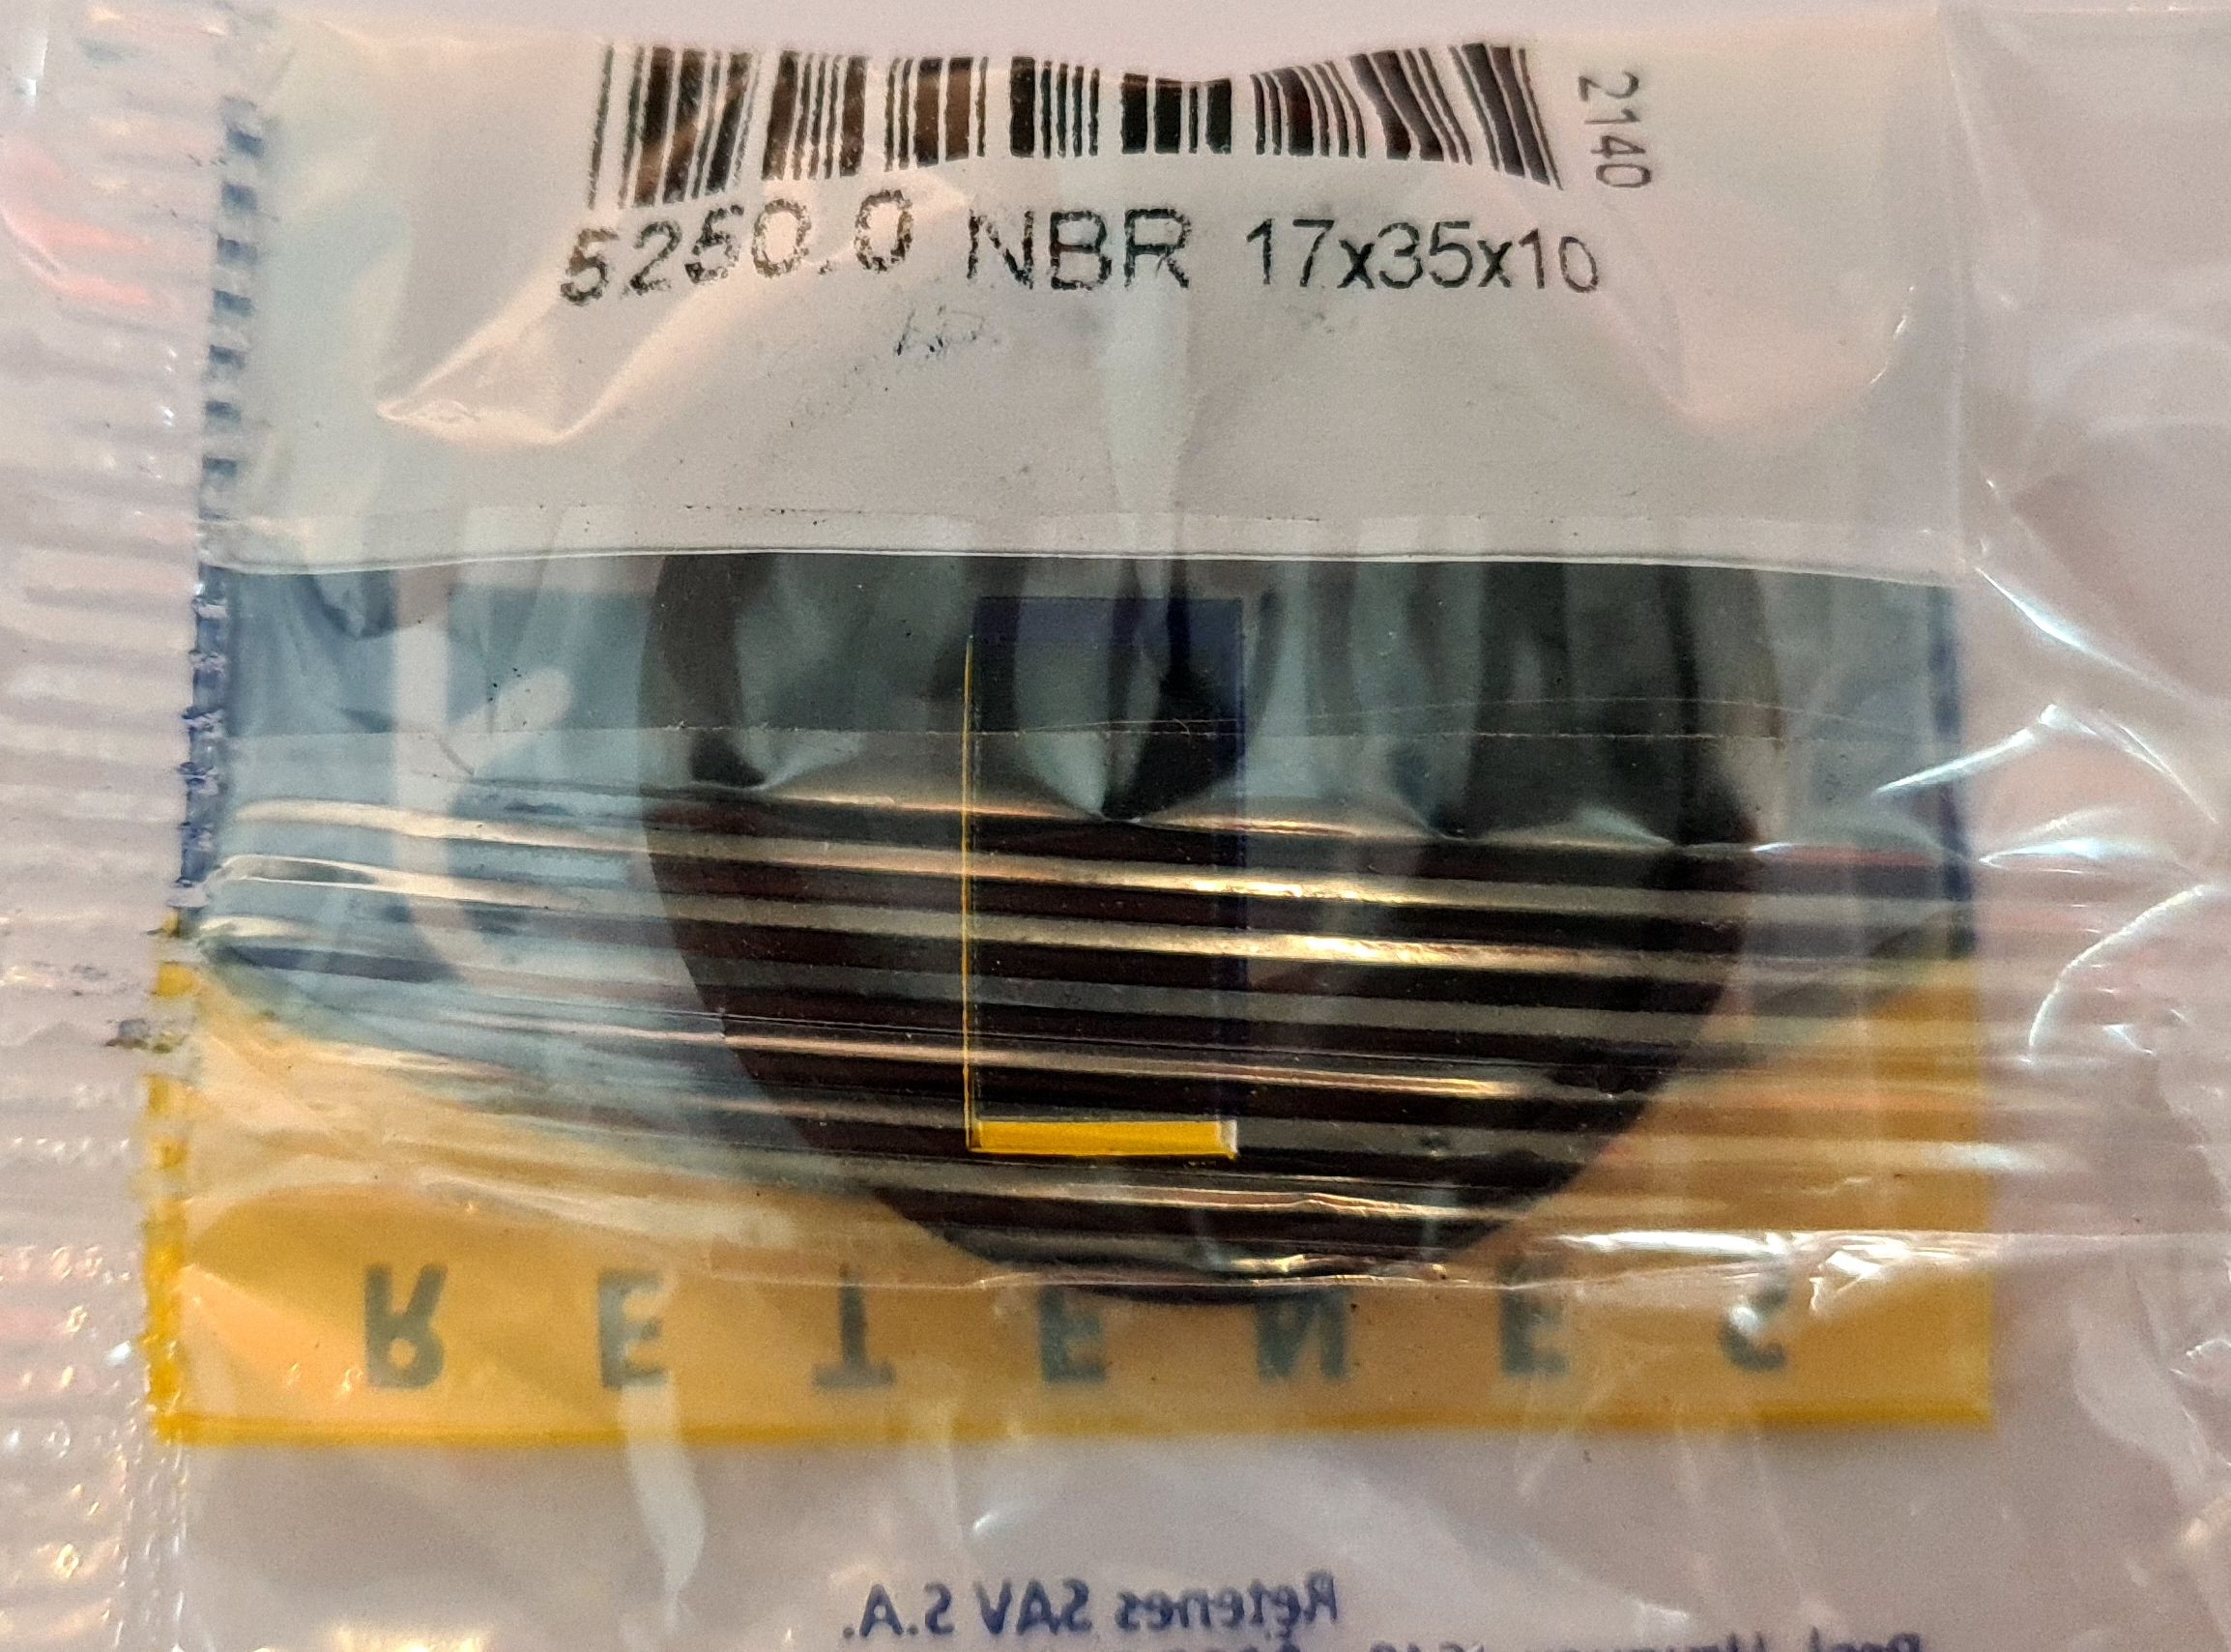 2140
5250.0 NBR 17x35x10
RETENES
Retenes SAV S.A.